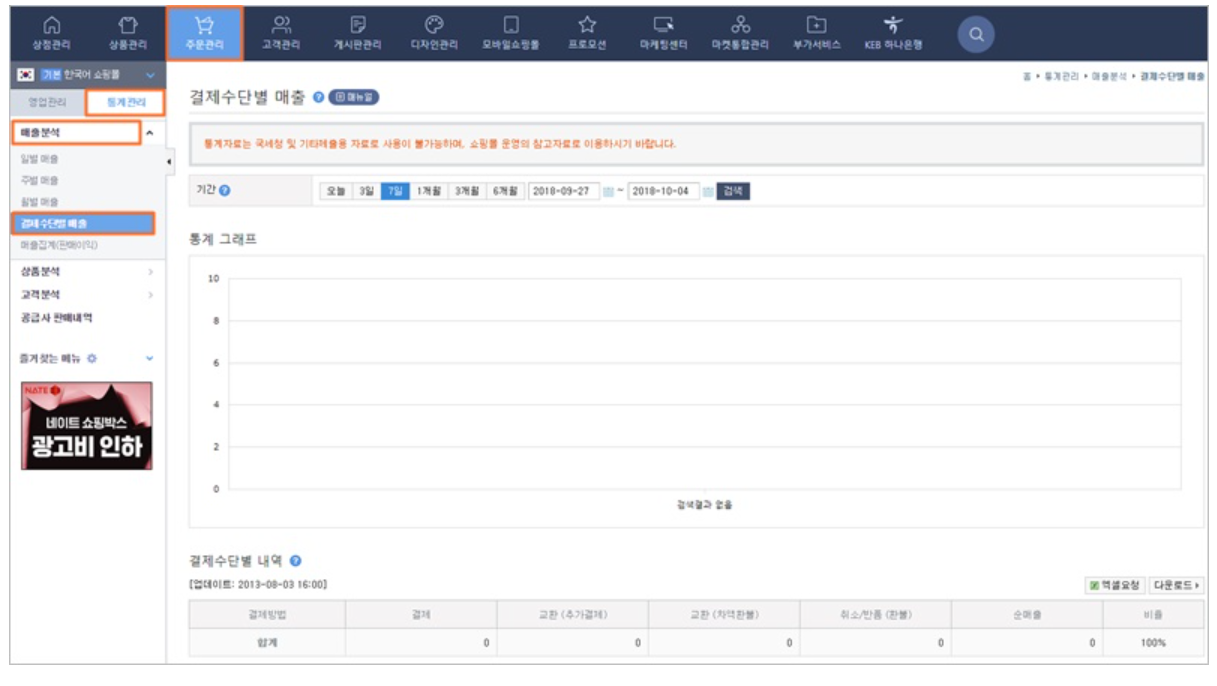 상점관리 상품관리 주문관리 고객관리 게시판관리 디자인관리 모바일쇼핑몰 프로모션 마케팅센터 마켓통합관리 부가서비스 KEB 하나은행
기본 한국어 쇼핑몰
홈 ▸ 통계관리 ▸ 매출분석 ▸ 결제수단별 매출
영업관리 통계관리
결제수단별 매출 ? 매뉴얼
매출분석
통계자료는 국세청 및 기타제출용 자료로 사용이 불가능하며, 쇼핑몰 운영의 참고자료로 이용하시기 바랍니다.
일별 매출
주별 매출
월별 매출
결제수단별 매출
매출집계(판매이익)
상품분석
고객분석
공급사 판매내역
즐겨찾는 메뉴
NATE
네이트 쇼핑박스
광고비 인하
기간 ? 오늘 3일 7일 1개월 3개월 6개월 2018-09-27 ~ 2018-10-04 검색
통계 그래프
10
8
6
4
2
0
검색결과 없음
결제수단별 내역 ?
[업데이트: 2013-08-03 16:00] 엑셀요청 다운로드
결제방법 결제 교환 (추가결제) 교환 (차액환불) 취소/반품 (환불) 순매출 비율
합계 0 0 0 0 0 100%